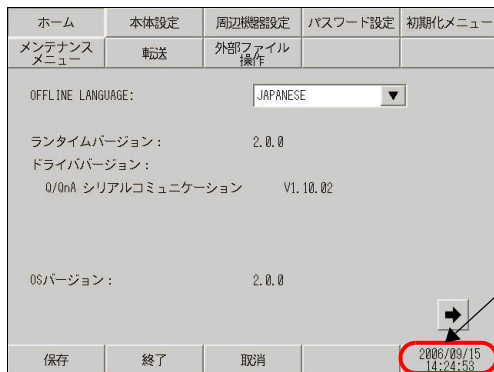 ホーム
本体設定
周辺機器設定
パスワード設定
初期化メニュー
メンテナンス
メニュー
転送
外部ファイル
操作
OFFLINE LANGUAGE:
JAPANESE
ランタイムバージョン :
2.0.0
ドライババージョン :
Q/QnA シリアルコミュニケーション
V1.10.02
OSバージョン :
2.0.0
保存
終了
取消
2006/09/15
14:24:53